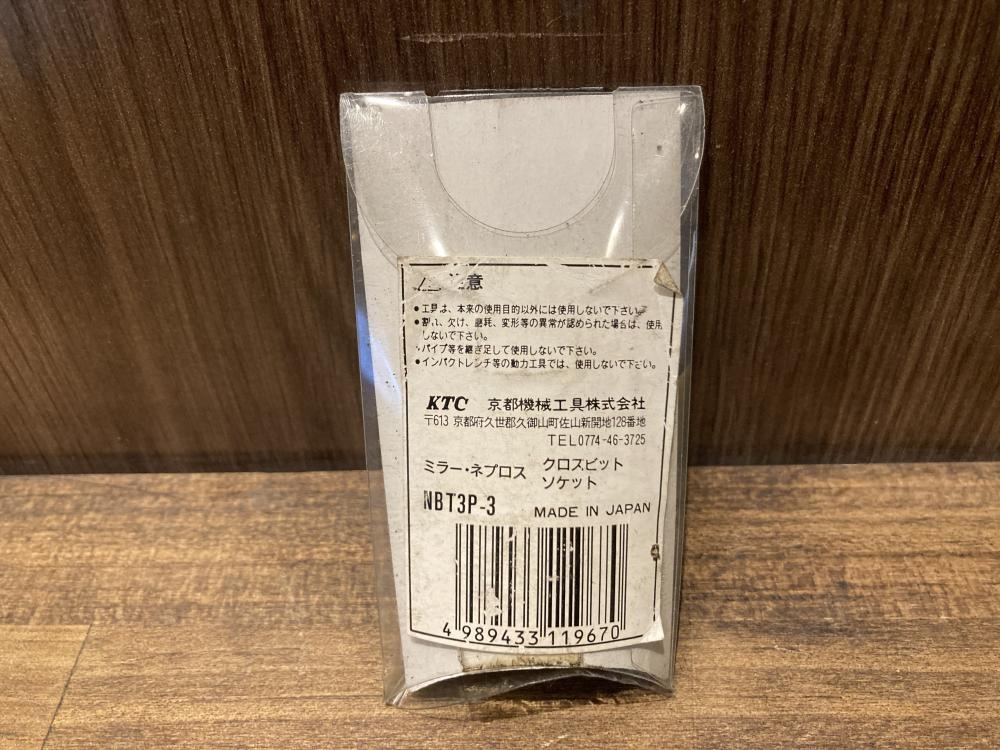 注意
●工具は、本来の使用目的以外には使用しないで下さい。
●割れ、欠け、磨耗、変形等の異常が認められた場合は、使用
しないで下さい。
●パイプ等を継ぎ足して使用しないで下さい。
●インパクトレンチ等の動力工具では、使用しないで下さい。
KTC 京都機械工具株式会社
〒613 京都府久世郡久御山町佐山新開地128番地
TEL0774-46-3725
ミラー・ネプロス クロスビット
ソケット
NBT3P-3 MADE IN JAPAN
4 989433 119670